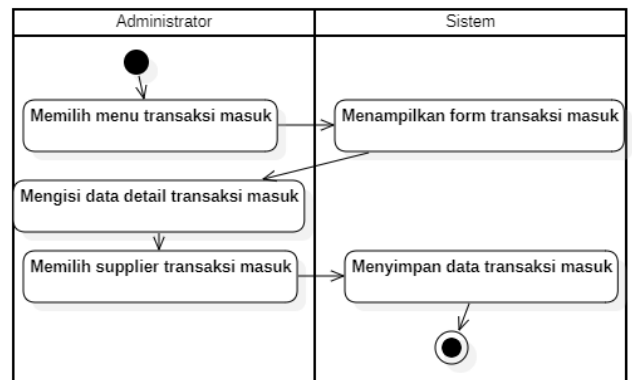 Administrator
Sistem
Memilih menu transaksi masuk
Menampilkan form transaksi masuk
Mengisi data detail transaksi masuk
Memilih supplier transaksi masuk
Menyimpan data transaksi masuk